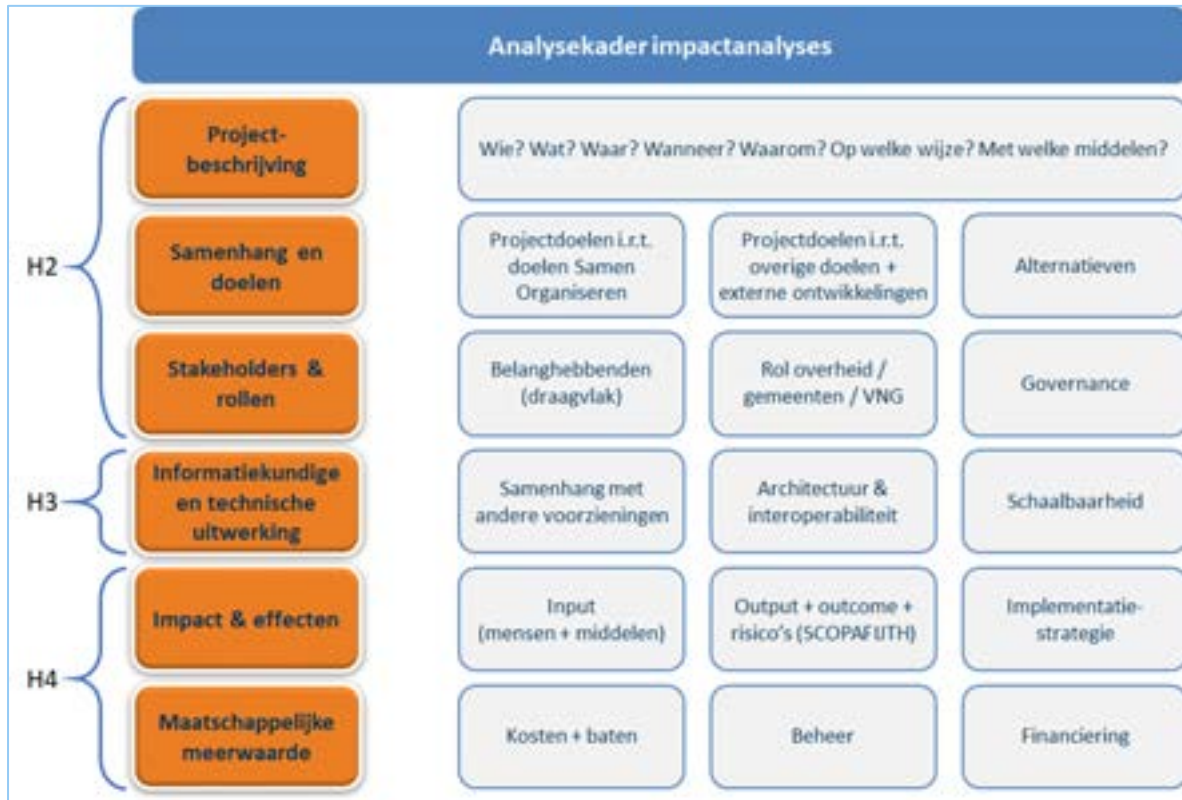 Analysekader impactanalyses
H2
Project-
beschrijving
Wie? Wat? Waar? Wanneer? Waarom? Op welke wijze? Met welke middelen?
Samenhang en
doelen
Projectdoelen i.r.t.
doelen Samen
Organiseren
Projectdoelen i.r.t.
overige doelen +
externe ontwikkelingen
Alternatieven
Stakeholders &
rollen
Belanghebbenden
(draagvlak)
Rol overheid /
gemeenten / VNG
Governance
H3
Informatiekundige
en technische
uitwerking
Samenhang met
andere voorzieningen
Architectuur &
interoperabiliteit
Schaalbaarheid
H4
Impact & effecten
Input
(mensen + middelen)
Output + outcome +
risico's (SCOPAFIJTH)
Implementatie-
strategie
Maatschappelijke
meerwaarde
Kosten + baten
Beheer
Financiering